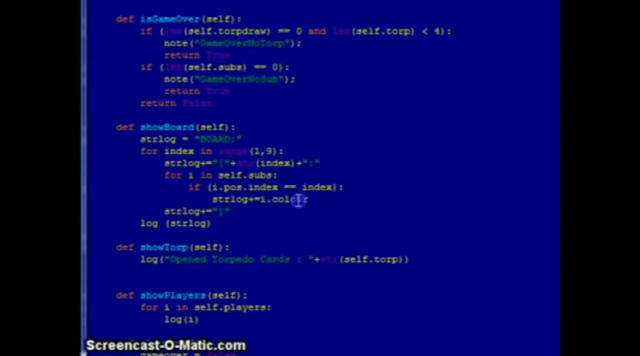 def isGameOver(self):
if (len(self.torpdraw) == 0 and len(self.torp) < 4):
note("GameOverNoTorp");
return True
if (len(self.subs) == 0):
note("GameOverNoSub");
return True
return False
def showBoard(self):
strlog = "BOARD:"
for index in range(1,9):
strlog+="["+str(index)+":"
for i in self.subs:
if (i.pos.index == index):
strlog+=i.colour
strlog+="]"
log (strlog)
def showTorp(self):
log("Opened Torpedo Cards : "+str(self.torp))
def showPlayers(self):
for i in self.players:
log(i)
Screencast-O-Matic.com
gameOver = False